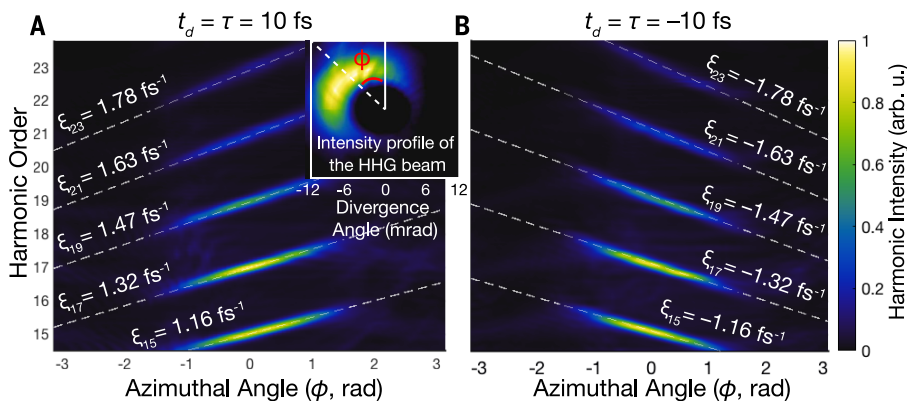 A
t_d = τ = 10 fs
Harmonic Order
23
22
21
20
19
18
17
16
15
ξ₂₃ = 1.78 fs⁻¹
ξ₂₁ = 1.63 fs⁻¹
ξ₁₉ = 1.47 fs⁻¹
ξ₁₇ = 1.32 fs⁻¹
ξ₁₅ = 1.16 fs⁻¹
ϕ
Intensity profile of
the HHG beam
-12 -6 0 6 12
Divergence
Angle (mrad)
-3 -2 -1 0 1 2 3
Azimuthal Angle (ϕ, rad)
B
t_d = τ = –10 fs
ξ₂₃ = –1.78 fs⁻¹
ξ₂₁ = –1.63 fs⁻¹
ξ₁₉ = –1.47 fs⁻¹
ξ₁₇ = –1.32 fs⁻¹
ξ₁₅ = –1.16 fs⁻¹
-3 -2 -1 0 1 2 3
Azimuthal Angle (ϕ, rad)
1
0.8
0.6
0.4
0.2
0
Harmonic Intensity (arb. u.)